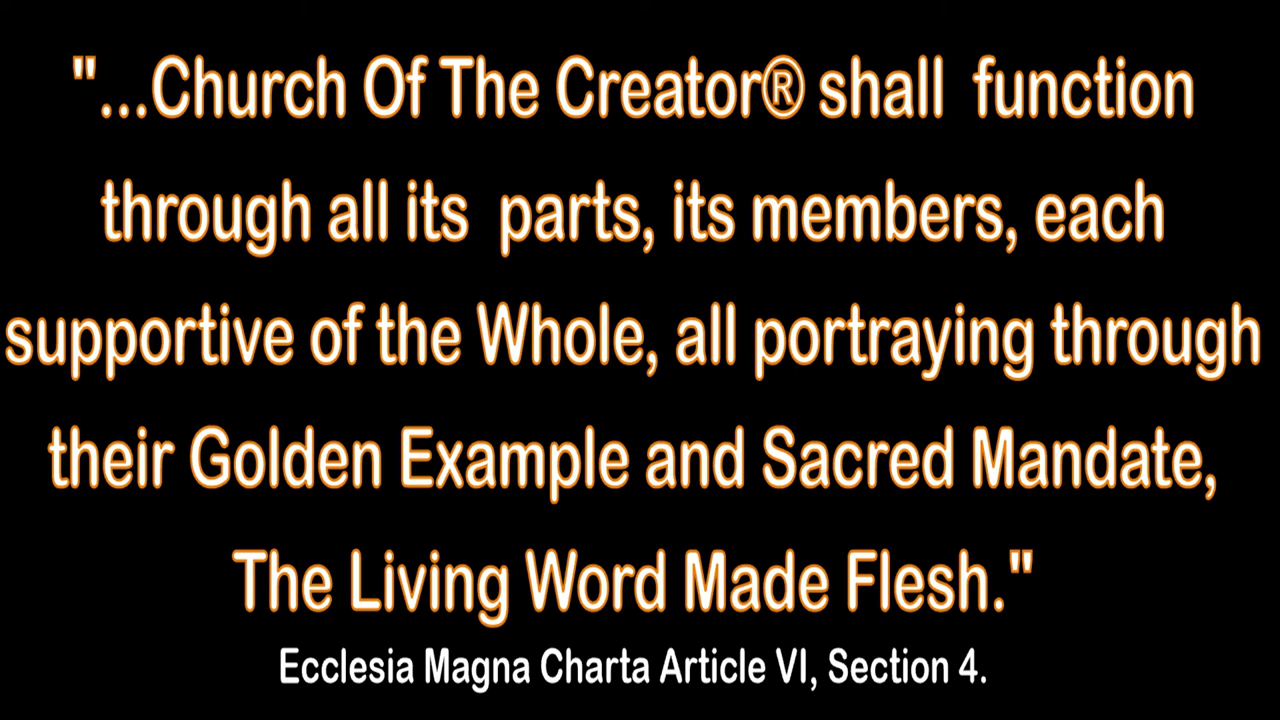 "...Church Of The Creator® shall  function
through all its  parts, its members, each
supportive of the Whole, all portraying through
their Golden Example and Sacred Mandate,
The Living Word Made Flesh."
Ecclesia Magna Charta Article VI, Section 4.